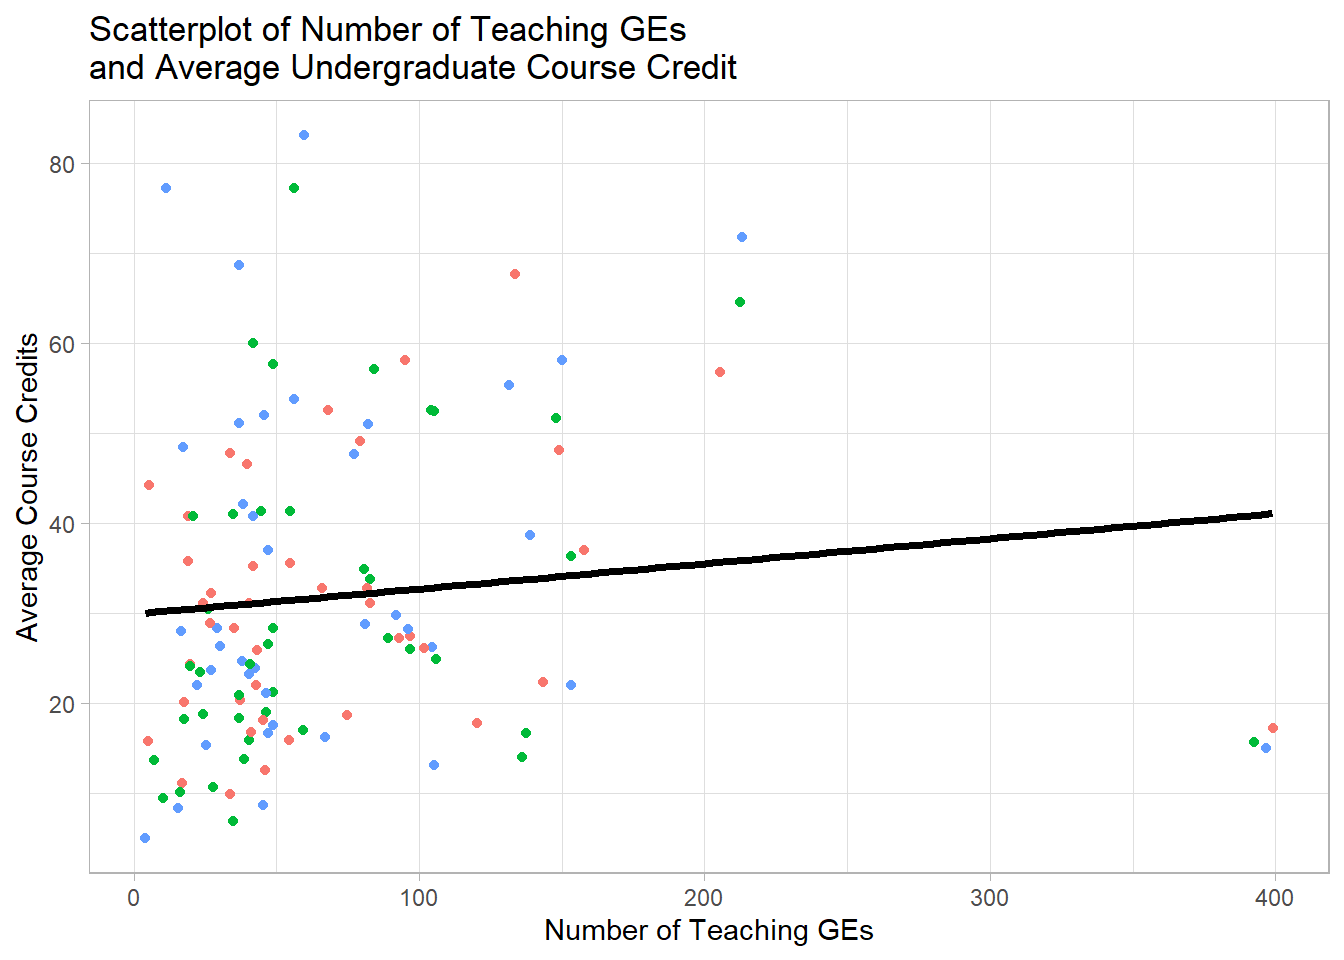 Scatterplot of Number of Teaching GEs
and Average Undergraduate Course Credit
Average Course Credits
80
60
40
20
0
100
200
300
400
Number of Teaching GEs